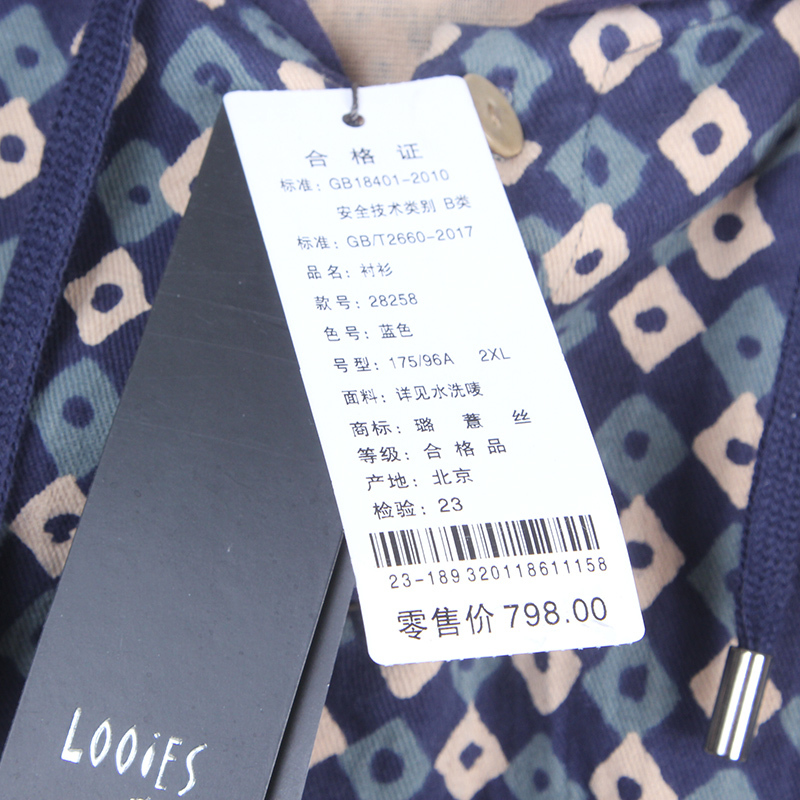 合格证
标准：GB18401-2010
安全技术类别 B类
标准：GB/T2660-2017
品名：衬衫
款号：28258
色号：蓝色
号型：175/96A 2XL
面料：详见水洗唛
商标：璐薏丝
等级：合格品
产地：北京
检验：23
23-189 320118611158
零售价 798.00
LOOiES